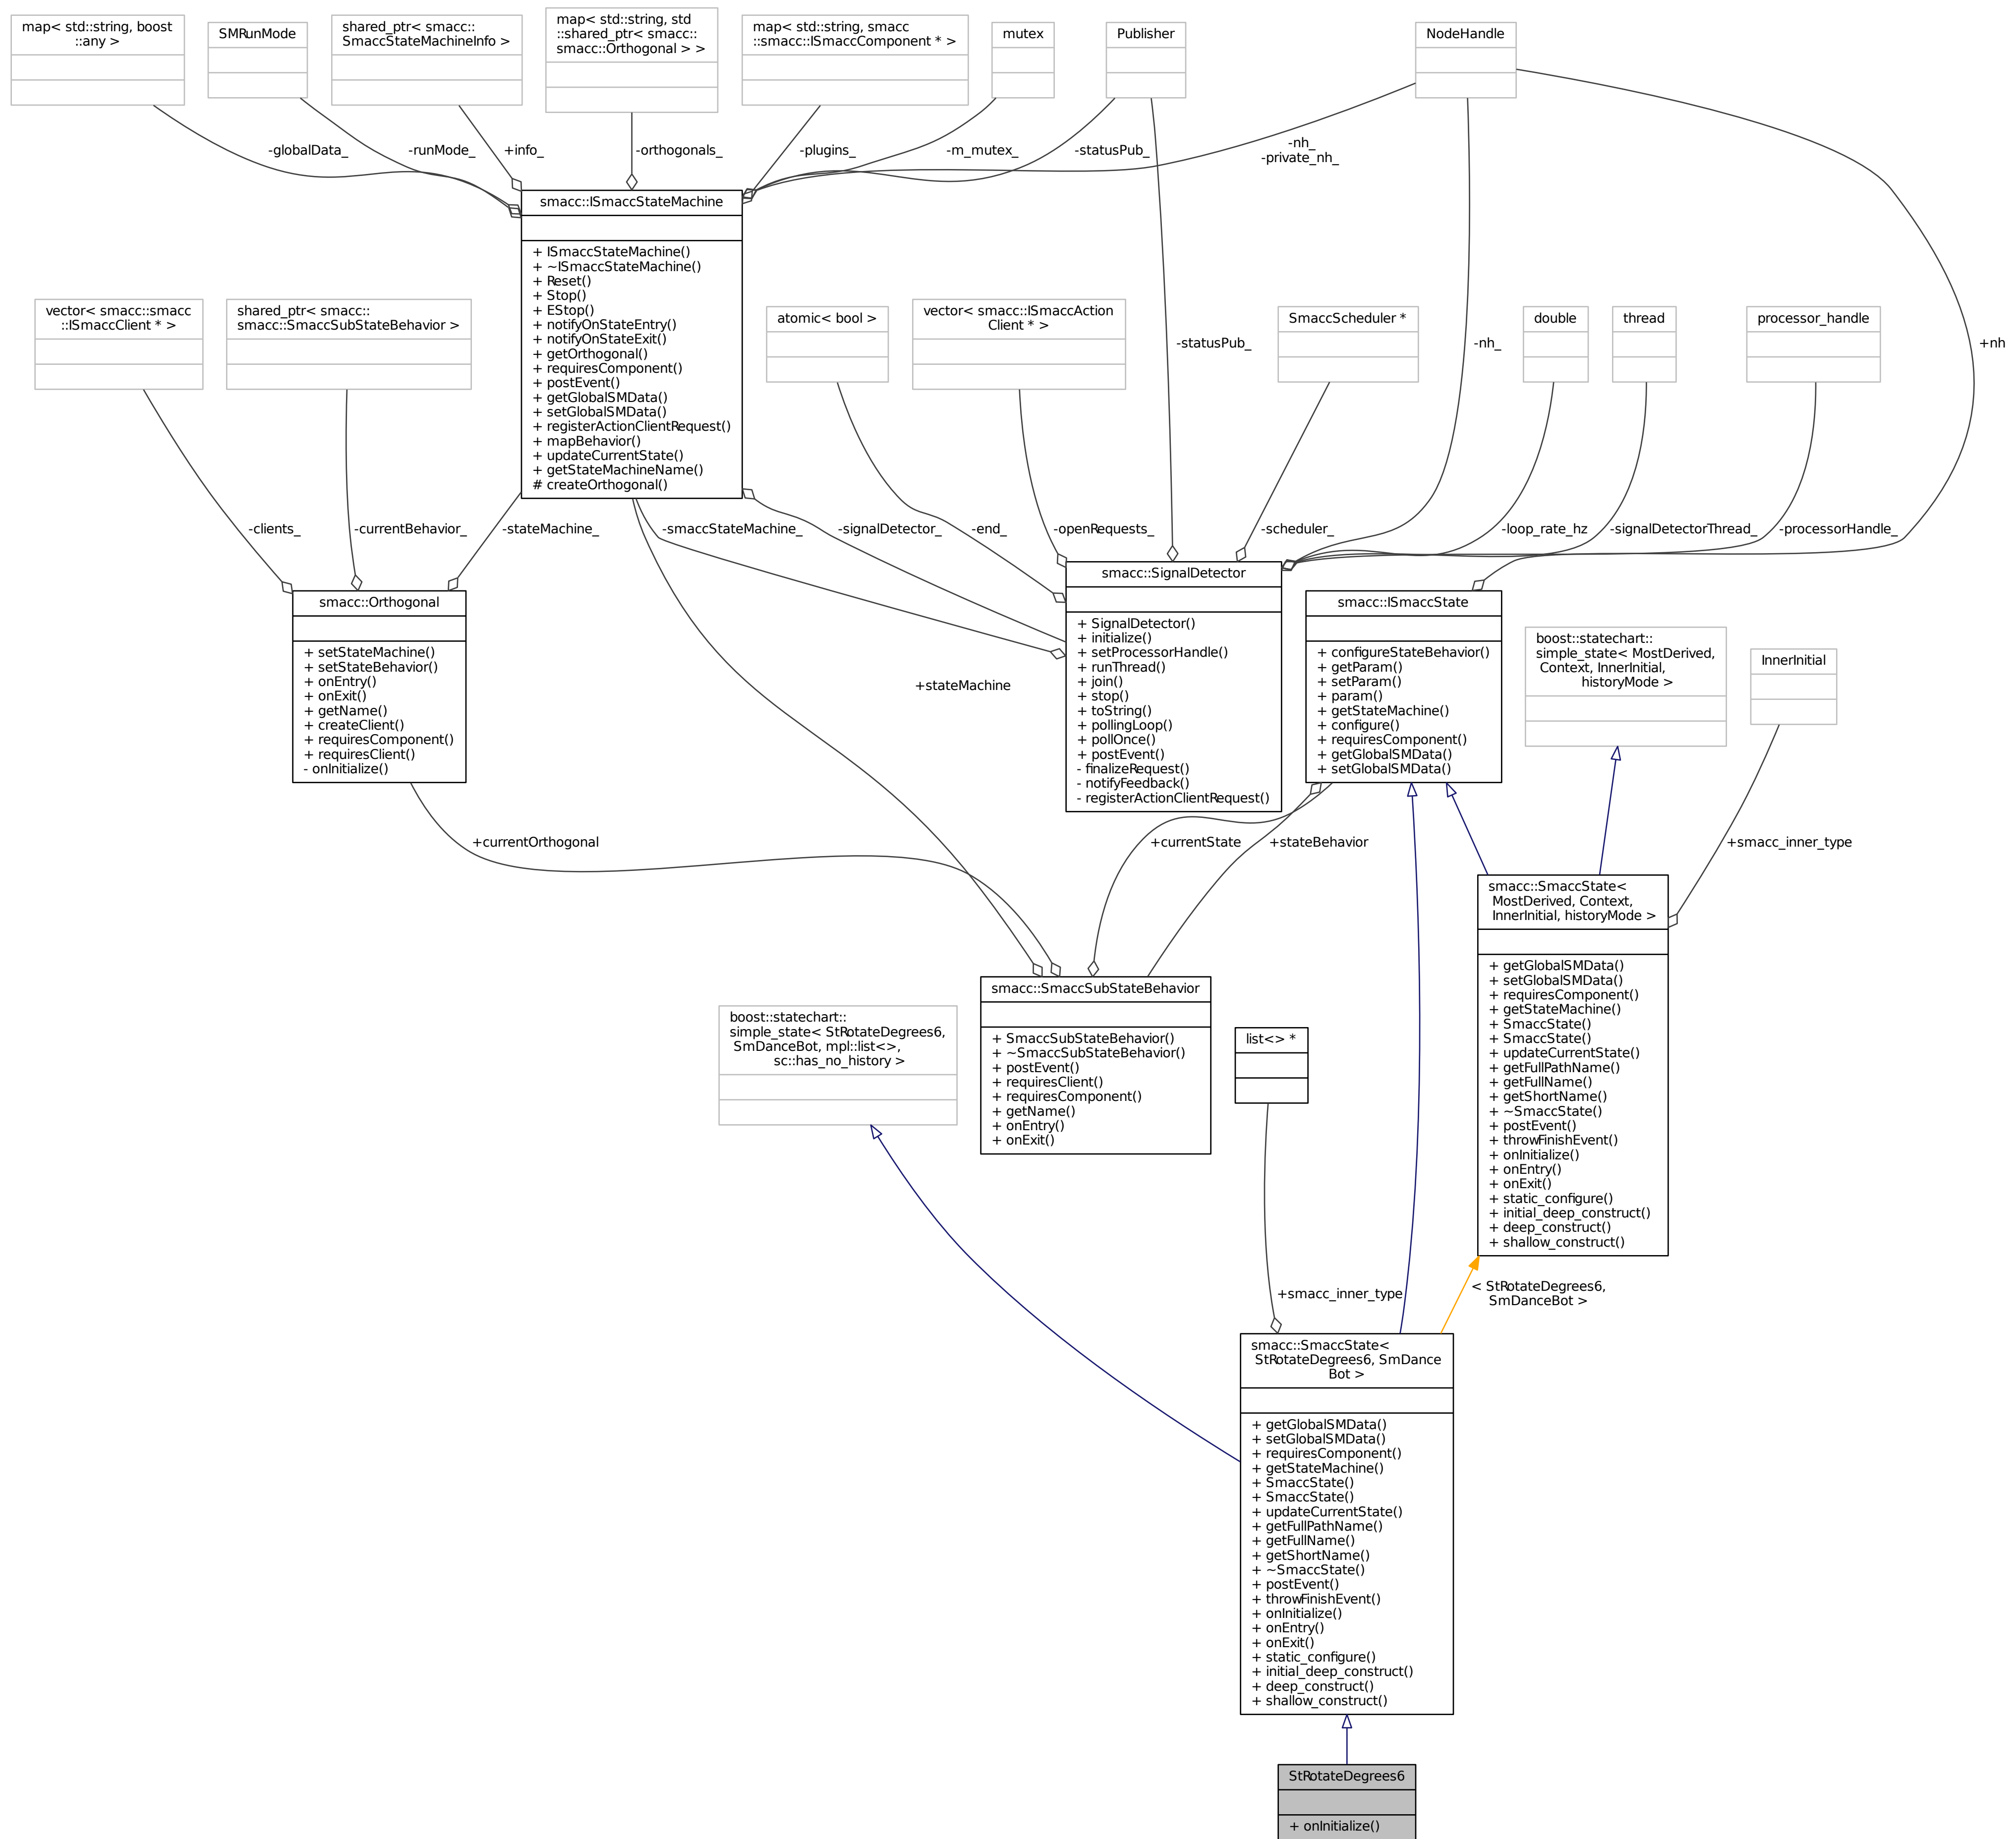 map< std::string, boost
::any >
SMRunMode
shared_ptr< smacc::
SmaccStateMachineInfo >
map< std::string, std
::shared_ptr< smacc::
smacc::Orthogonal > >
map< std::string, smacc
::smacc::ISmaccComponent * >
mutex
Publisher
NodeHandle
-globalData_
-runMode_
+info_
-orthogonals_
-plugins_
-m_mutex_
-statusPub_
-nh_
-private_nh_
smacc::ISmaccStateMachine
+ ISmaccStateMachine()
+ ~ISmaccStateMachine()
+ Reset()
+ Stop()
+ EStop()
+ notifyOnStateEntry()
+ notifyOnStateExit()
+ getOrthogonal()
+ requiresComponent()
+ postEvent()
+ getGlobalSMData()
+ setGlobalSMData()
+ registerActionClientRequest()
+ mapBehavior()
+ updateCurrentState()
+ getStateMachineName()
# createOrthogonal()
vector< smacc::smacc
::ISmaccClient * >
shared_ptr< smacc::
smacc::SmaccSubStateBehavior >
atomic< bool >
vector< smacc::ISmaccAction
Client * >
SmaccScheduler *
double
thread
processor_handle
-statusPub_
-nh_
+nh
-clients_
-currentBehavior_
-stateMachine_
-smaccStateMachine_
-signalDetector_
-end_
-openRequests_
-scheduler_
-loop_rate_hz
-signalDetectorThread_
-processorHandle_
smacc::Orthogonal
+ setStateMachine()
+ setStateBehavior()
+ onEntry()
+ onExit()
+ getName()
+ createClient()
+ requiresComponent()
+ requiresClient()
- onInitialize()
smacc::SignalDetector
+ SignalDetector()
+ initialize()
+ setProcessorHandle()
+ runThread()
+ join()
+ stop()
+ toString()
+ pollingLoop()
+ pollOnce()
+ postEvent()
- finalizeRequest()
- notifyFeedback()
- registerActionClientRequest()
smacc::ISmaccState
+ configureStateBehavior()
+ getParam()
+ setParam()
+ param()
+ getStateMachine()
+ configure()
+ requiresComponent()
+ getGlobalSMData()
+ setGlobalSMData()
boost::statechart::
simple_state< MostDerived,
Context, InnerInitial,
historyMode >
InnerInitial
+stateMachine
+currentOrthogonal
+currentState
+stateBehavior
+smacc_inner_type
smacc::SmaccState<
MostDerived, Context,
InnerInitial, historyMode >
+ getGlobalSMData()
+ setGlobalSMData()
+ requiresComponent()
+ getStateMachine()
+ SmaccState()
+ SmaccState()
+ updateCurrentState()
+ getFullPathName()
+ getFullName()
+ getShortName()
+ ~SmaccState()
+ postEvent()
+ throwFinishEvent()
+ onInitialize()
+ onEntry()
+ onExit()
+ static_configure()
+ initial_deep_construct()
+ deep_construct()
+ shallow_construct()
smacc::SmaccSubStateBehavior
+ SmaccSubStateBehavior()
+ ~SmaccSubStateBehavior()
+ postEvent()
+ requiresClient()
+ requiresComponent()
+ getName()
+ onEntry()
+ onExit()
boost::statechart::
simple_state< StRotateDegrees6,
SmDanceBot, mpl::list<>,
sc::has_no_history >
list<> *
+smacc_inner_type
< StRotateDegrees6,
SmDanceBot >
smacc::SmaccState<
StRotateDegrees6, SmDance
Bot >
+ getGlobalSMData()
+ setGlobalSMData()
+ requiresComponent()
+ getStateMachine()
+ SmaccState()
+ SmaccState()
+ updateCurrentState()
+ getFullPathName()
+ getFullName()
+ getShortName()
+ ~SmaccState()
+ postEvent()
+ throwFinishEvent()
+ onInitialize()
+ onEntry()
+ onExit()
+ static_configure()
+ initial_deep_construct()
+ deep_construct()
+ shallow_construct()
StRotateDegrees6
+ onInitialize()